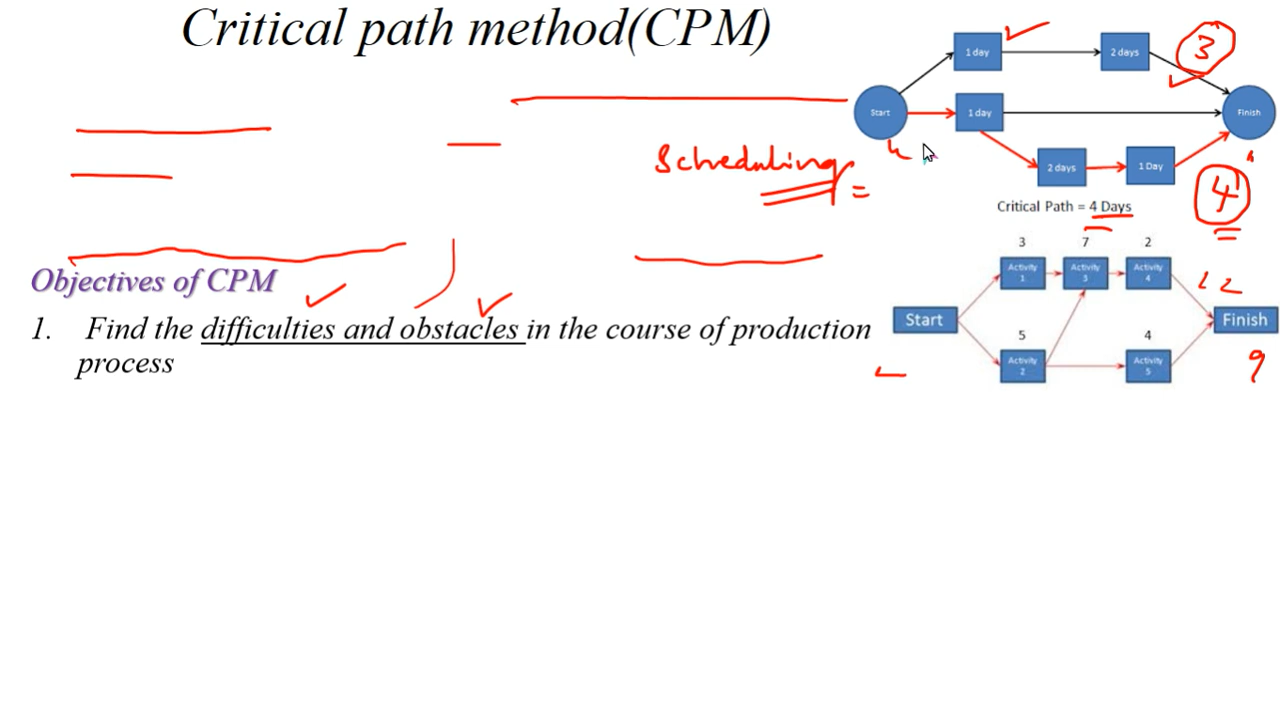 Critical path method(CPM)
1 day
2 days
3
Start
1 day
Finish
Scheduling
2 days
1 Day
4
Critical Path = 4 Days
3 7 2
Objectives of CPM
Activity 1
Activity 3
Activity 4
12
Start
Finish
1. Find the difficulties and obstacles in the course of production
process
5 4
Activity 2
Activity 5
9